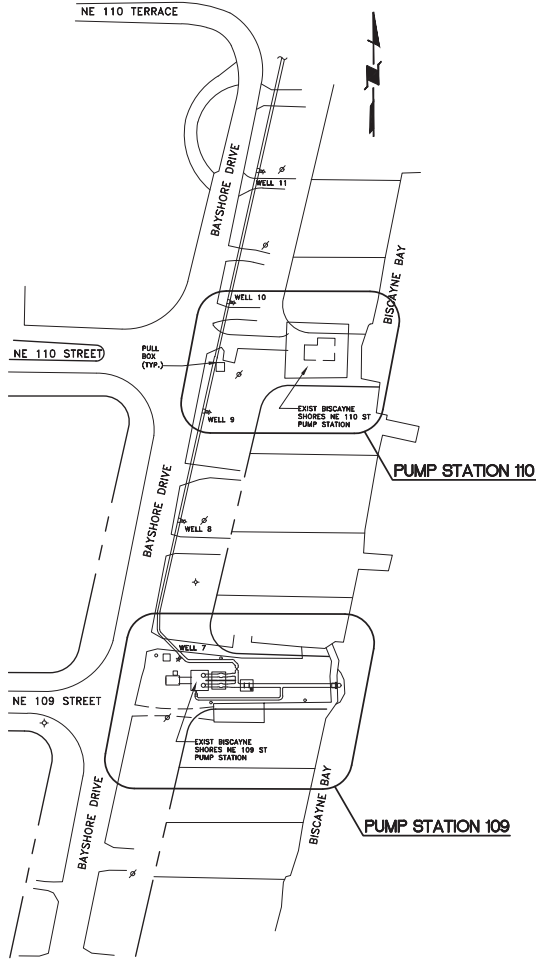 NE 110 TERRACE
BAYSHORE DRIVE
WELL 11
BISCAYNE BAY
WELL 10
NE 110 STREET
PULL
BOX
(TYP.)
EXIST BISCAYNE
SHORES NE 110 ST
PUMP STATION
WELL 9
PUMP STATION 110
BAYSHORE DRIVE
WELL 8
WELL 7
NE 109 STREET
EXIST BISCAYNE
SHORES NE 109 ST
PUMP STATION
BISCAYNE BAY
PUMP STATION 109
BAYSHORE DRIVE